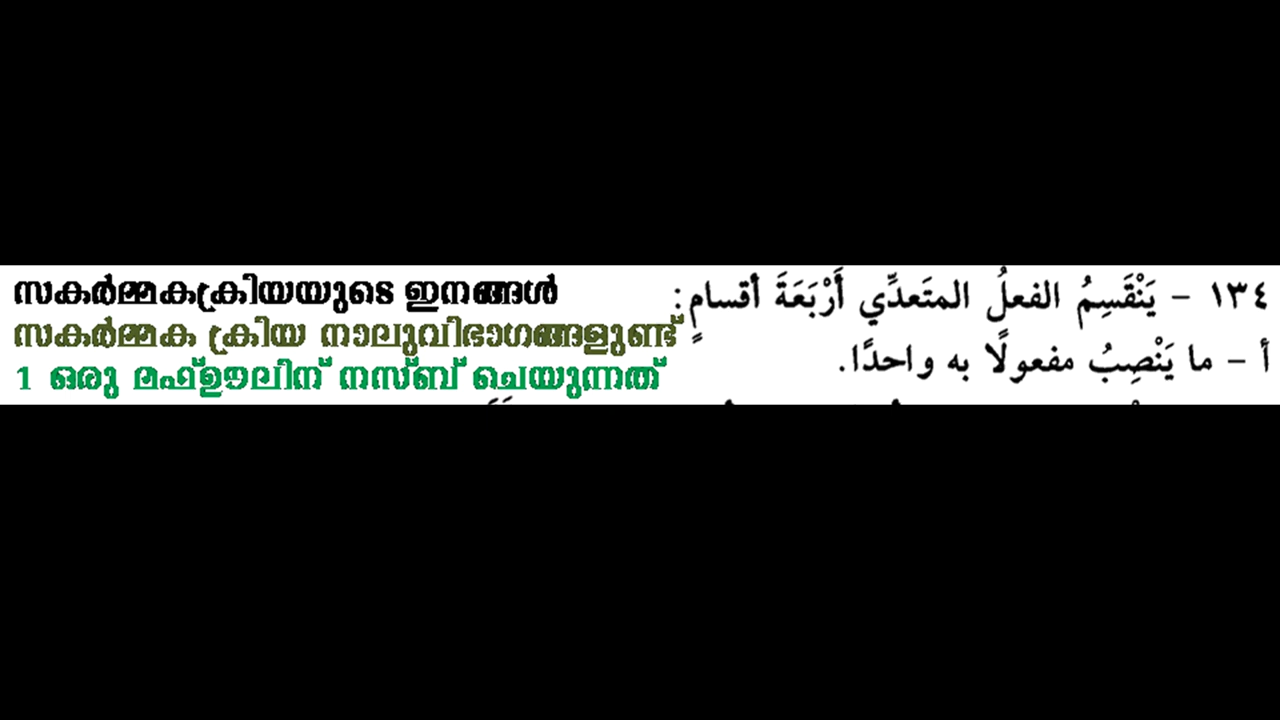 സകർമ്മകക്രിയയുടെ ഇനങ്ങൾ
സകർമ്മക ക്രിയ നാലുവിഭാഗങ്ങളുണ്ട്
1 ഒരു മഫ്ഊലിന് നസ്ബ് ചെയുന്നത്
١٣٤ – يَنْقَسِمُ الفعلُ المتَعدِّي أَرْبَعَةَ أقسامٍ:
أ – ما يَنْصِبُ مفعولًا به واحدًا.